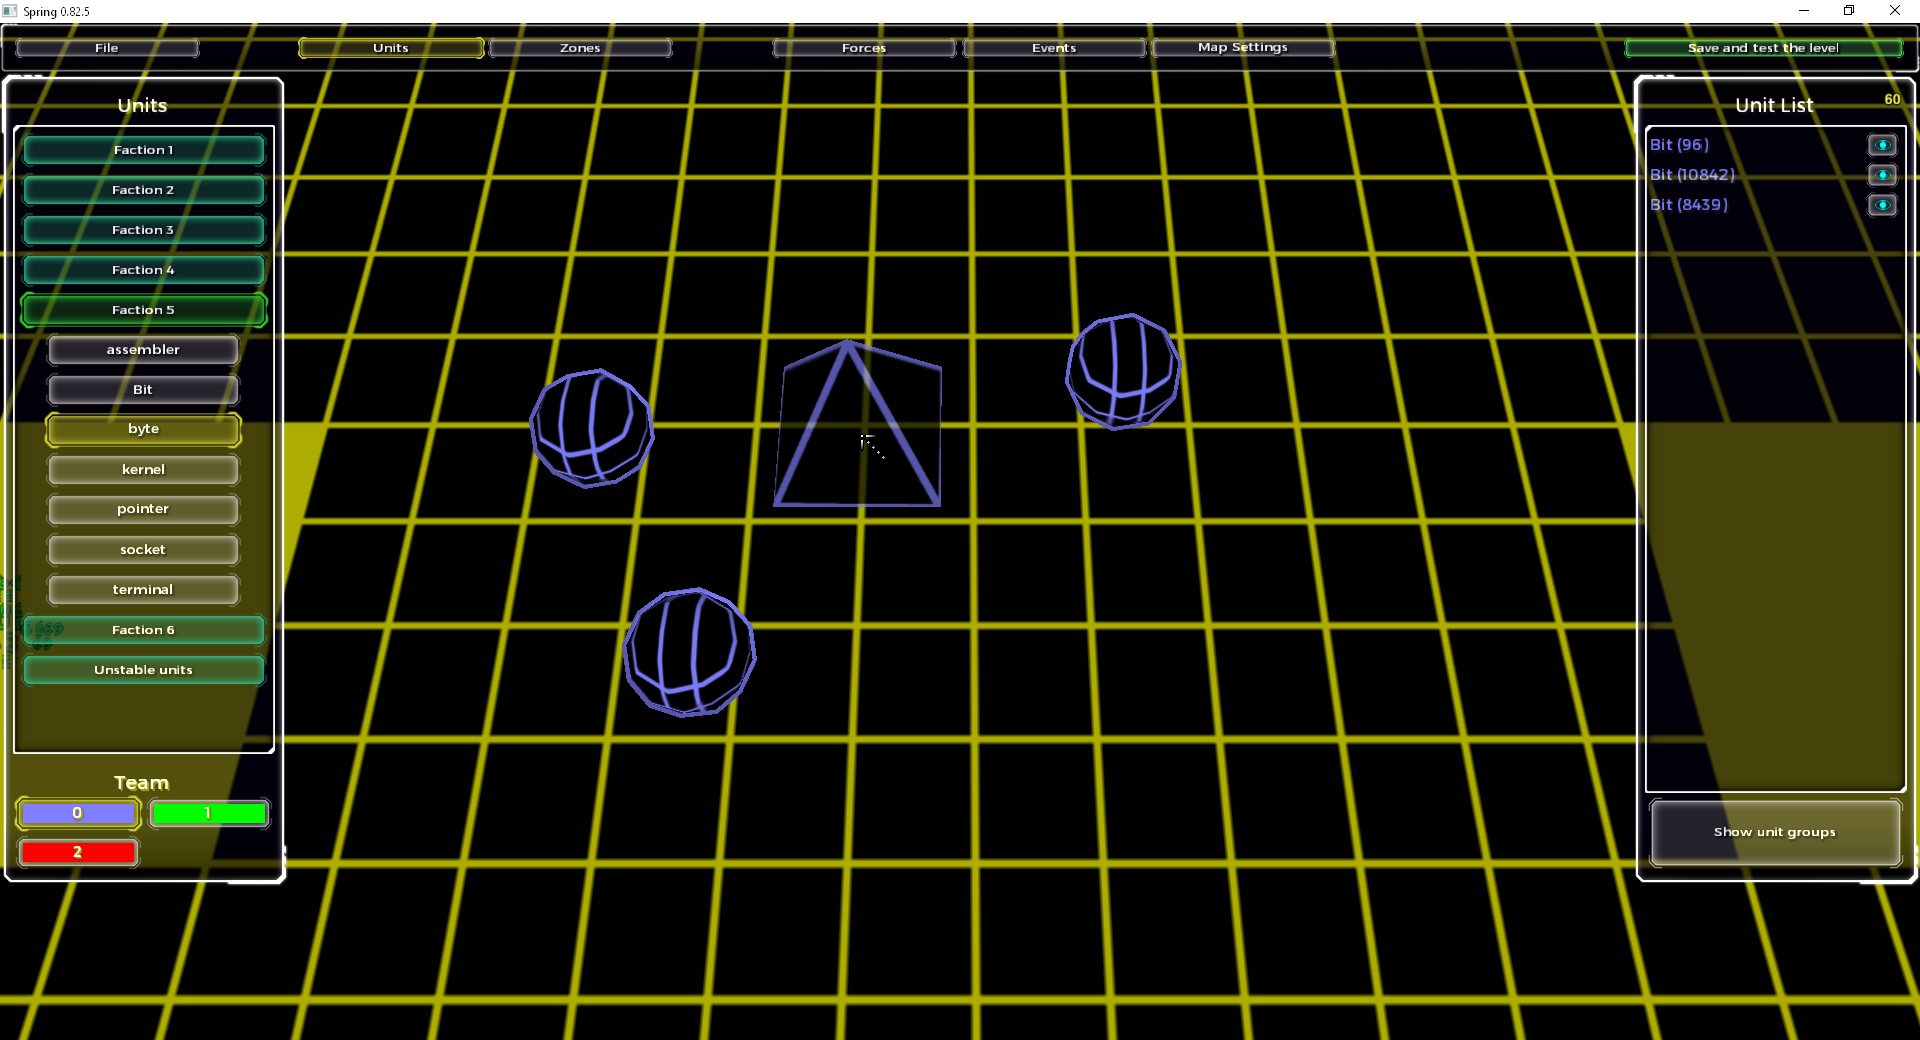 Spring 0.82.5
File Units Zones Forces Events Map Settings Save and test the level
Units
Faction 1
Faction 2
Faction 3
Faction 4
Faction 5
assembler
Bit
byte
kernel
pointer
socket
terminal
Faction 6
Unstable units
Team
0 1
2
60
Unit List
Bit (96)
Bit (10842)
Bit (8439)
Show unit groups